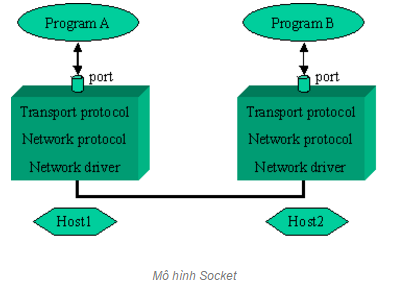 Program A
Program B
port
port
Transport protocol
Network protocol
Network driver
Transport protocol
Network protocol
Network driver
Host1
Host2
Mô hình Socket